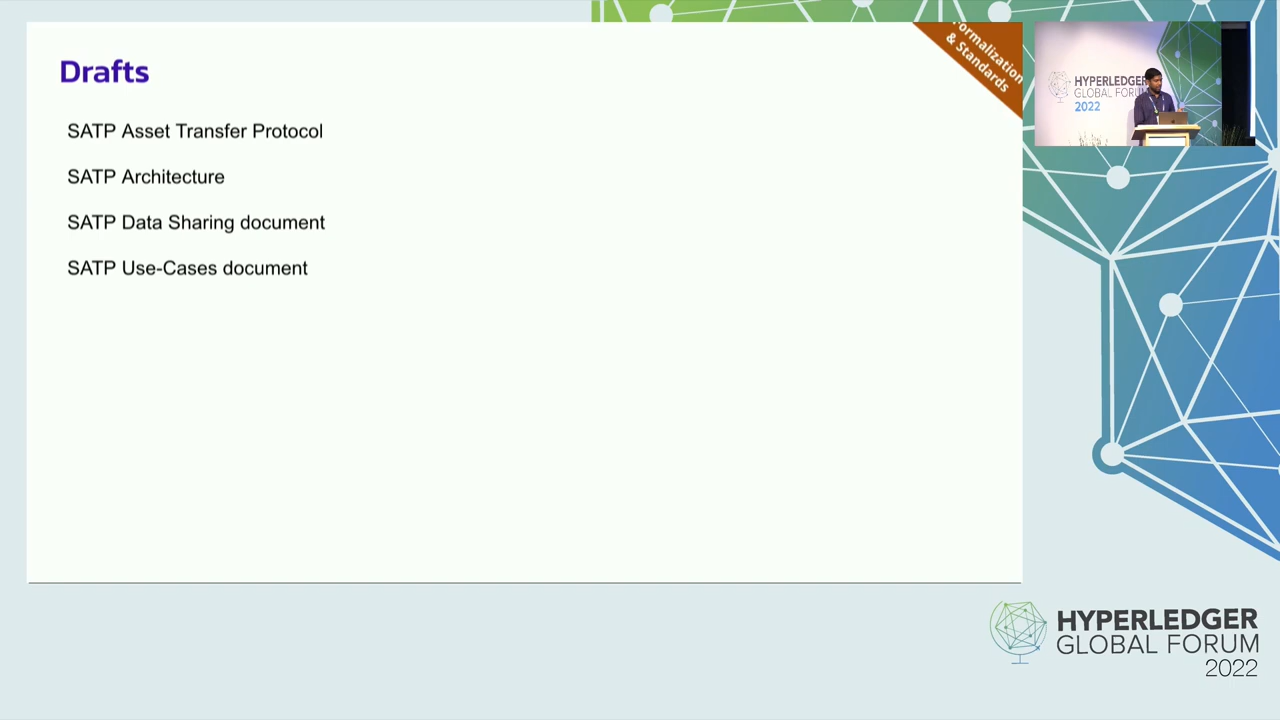 Drafts
SATP Asset Transfer Protocol
SATP Architecture
SATP Data Sharing document
SATP Use-Cases document
Formalization
& Standards
HYPERLEDGER
GLOBAL FORUM
2022
HYPERLEDGER
GLOBAL FORUM
2022